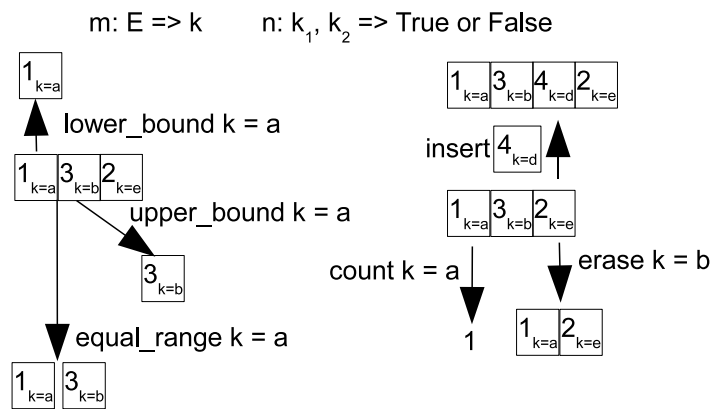 m: E => k n: k₁, k₂ => True or False
1k=a
lower_bound k = a
1k=a 3k=b 2k=e
upper_bound k = a
3k=b
equal_range k = a
1k=a 3k=b
1k=a 3k=b 4k=d 2k=e
insert 4k=d
1k=a 3k=b 2k=e
count k = a
erase k = b
1
1k=a 2k=e